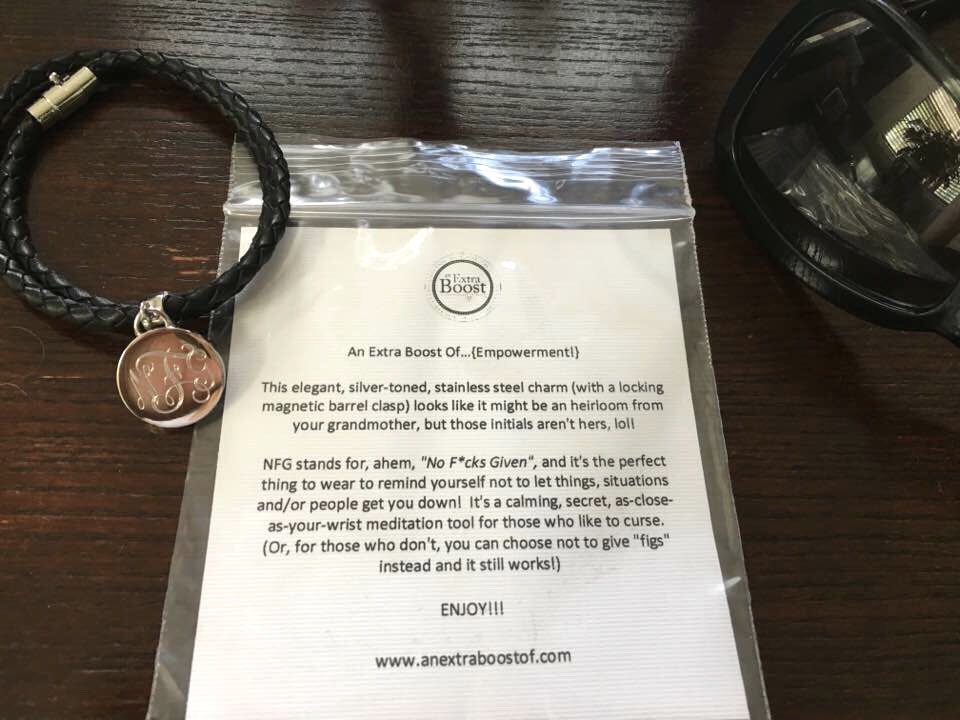 NFG
an
Extra
Boost
of
An Extra Boost Of...{Empowerment!}
This elegant, silver-toned, stainless steel charm (with a locking
magnetic barrel clasp) looks like it might be an heirloom from
your grandmother, but those initials aren't hers, lol!
NFG stands for, ahem, "No F*cks Given", and it's the perfect
thing to wear to remind yourself not to let things, situations
and/or people get you down!  It's a calming, secret, as-close-
as-your-wrist meditation tool for those who like to curse.
(Or, for those who don't, you can choose not to give "figs"
instead and it still works!)
ENJOY!!!
www.anextraboostof.com